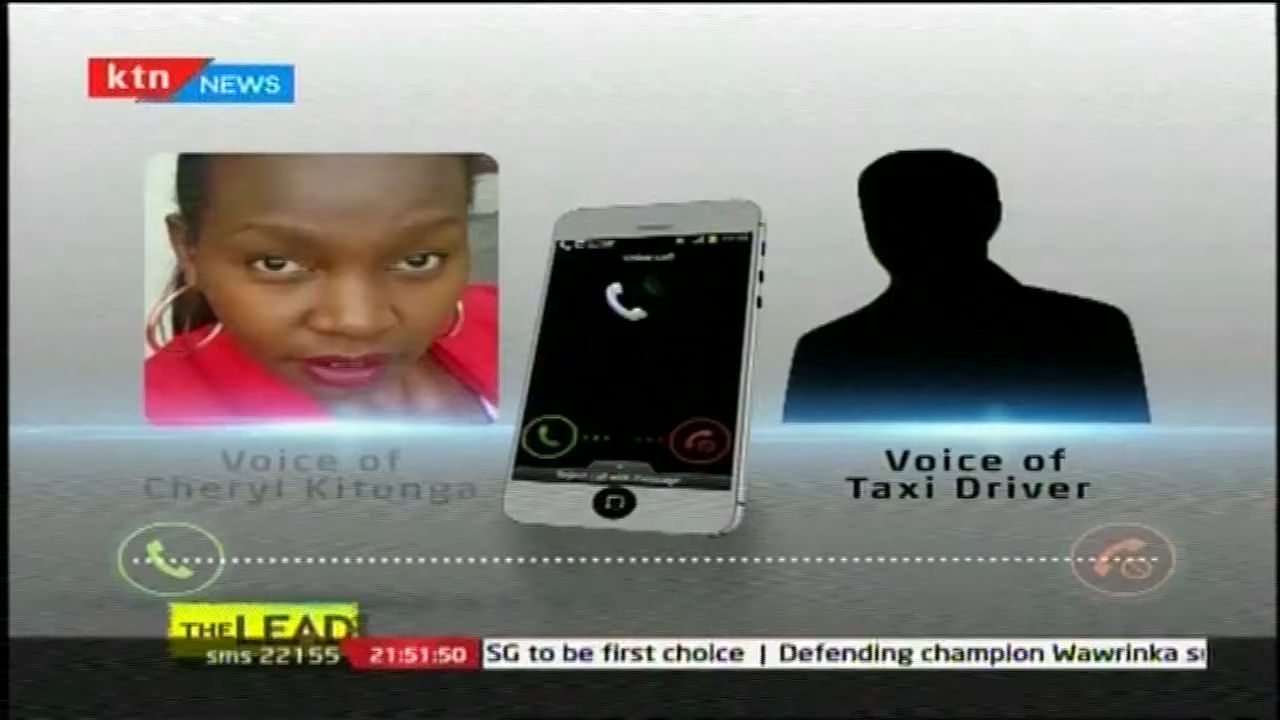 ktn NEWS
Voice of
Cheryl Kitonga
Voice of
Taxi Driver
THE LEAD
sms 22155
21:51:50
SG to be first choice | Defending champion Wawrinka